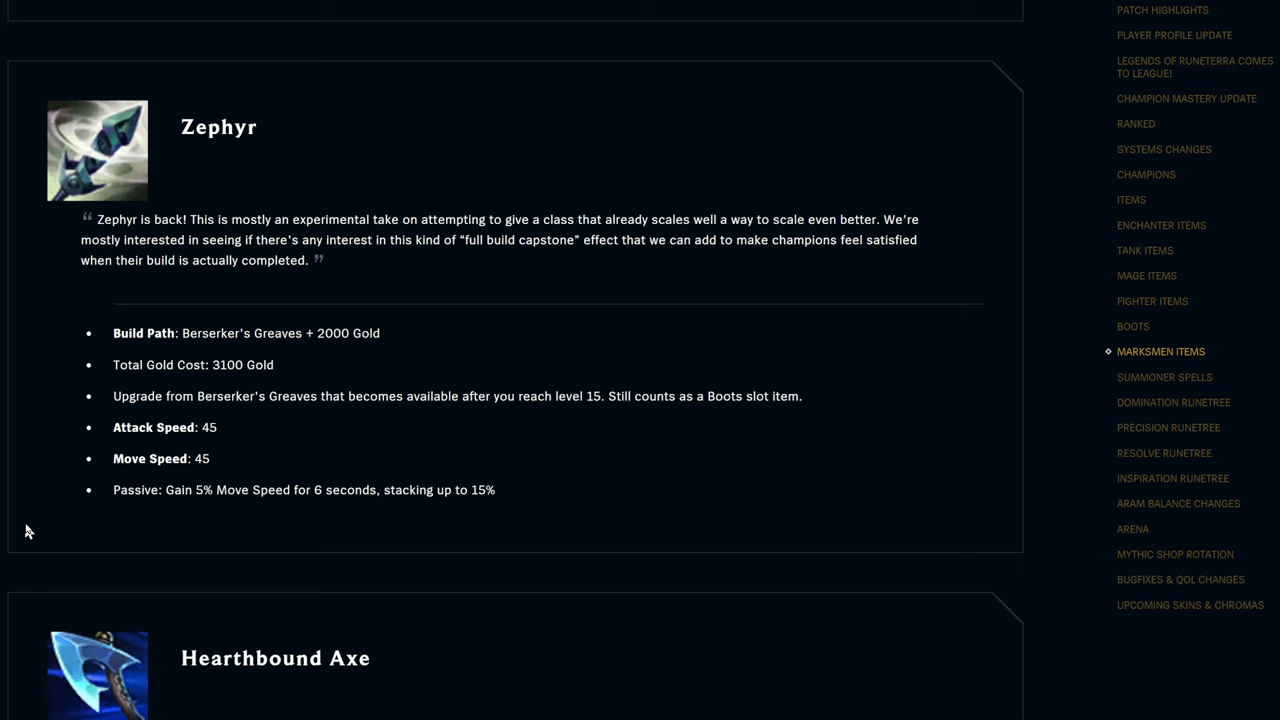 Zephyr
“ Zephyr is back! This is mostly an experimental take on attempting to give a class that already scales well a way to scale even better. We're
mostly interested in seeing if there's any interest in this kind of “full build capstone” effect that we can add to make champions feel satisfied
when their build is actually completed. ”
• Build Path: Berserker's Greaves + 2000 Gold
• Total Gold Cost: 3100 Gold
• Upgrade from Berserker's Greaves that becomes available after you reach level 15. Still counts as a Boots slot item.
• Attack Speed: 45
• Move Speed: 45
• Passive: Gain 5% Move Speed for 6 seconds, stacking up to 15%
Hearthbound Axe
PATCH HIGHLIGHTS
PLAYER PROFILE UPDATE
LEGENDS OF RUNETERRA COMES
TO LEAGUE!
CHAMPION MASTERY UPDATE
RANKED
SYSTEMS CHANGES
CHAMPIONS
ITEMS
ENCHANTER ITEMS
TANK ITEMS
MAGE ITEMS
FIGHTER ITEMS
BOOTS
MARKSMEN ITEMS
SUMMONER SPELLS
DOMINATION RUNETREE
PRECISION RUNETREE
RESOLVE RUNETREE
INSPIRATION RUNETREE
ARAM BALANCE CHANGES
ARENA
MYTHIC SHOP ROTATION
BUGFIXES & QOL CHANGES
UPCOMING SKINS & CHROMAS